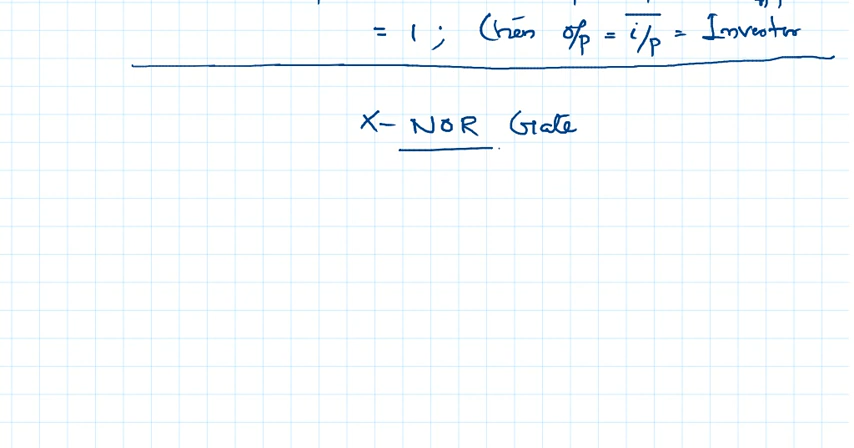 = 1 ; then o/p = i̅/̅p̅ = Invertor
X- NOR Gate